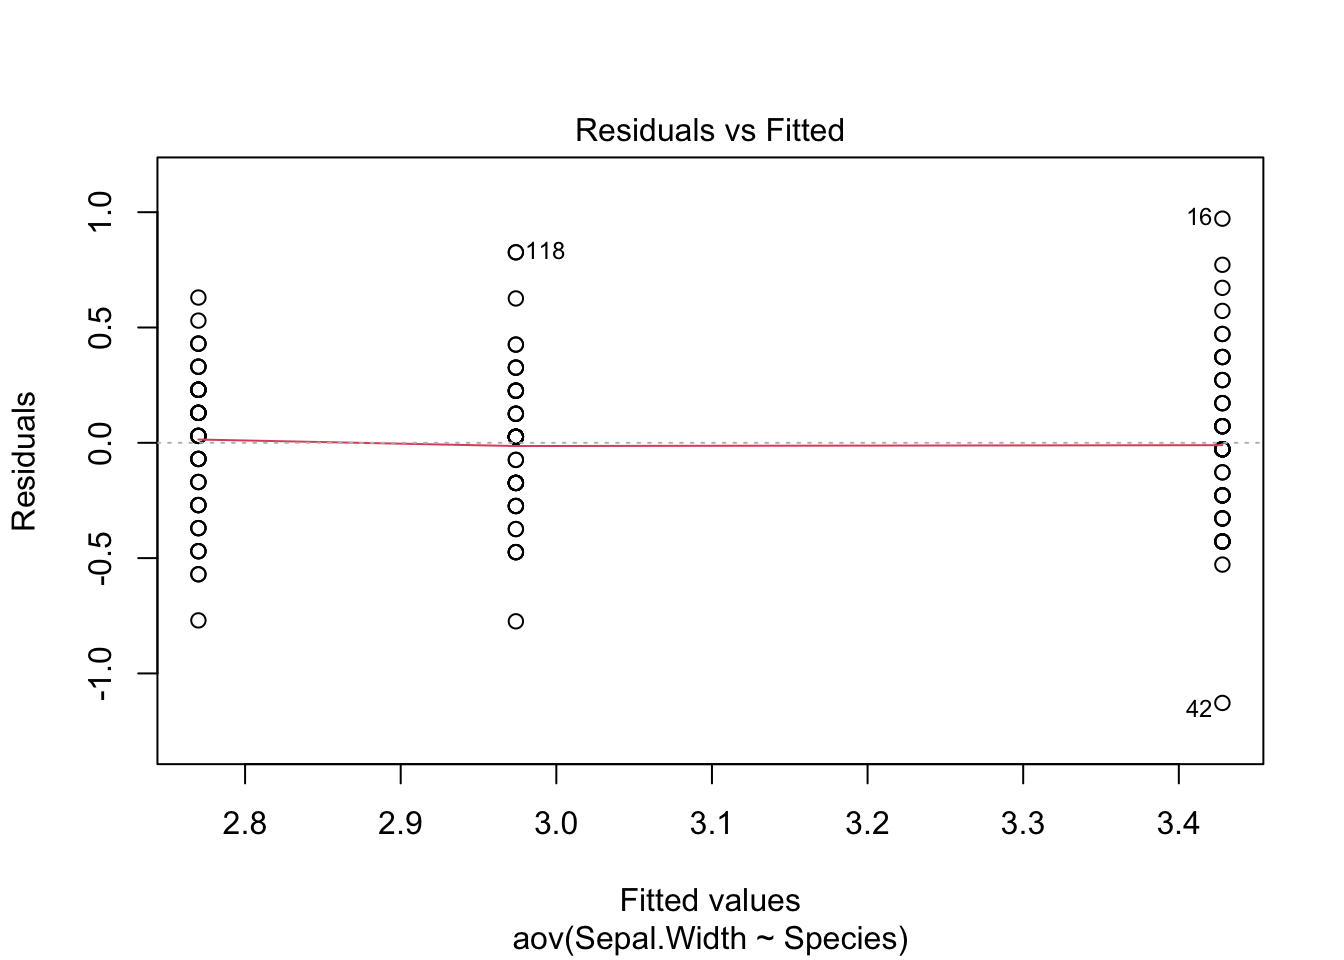 Residuals vs Fitted
1.0
0.5
0.0
-0.5
-1.0
Residuals
16
118
42
2.8 2.9 3.0 3.1 3.2 3.3 3.4
Fitted values
aov(Sepal.Width ~ Species)